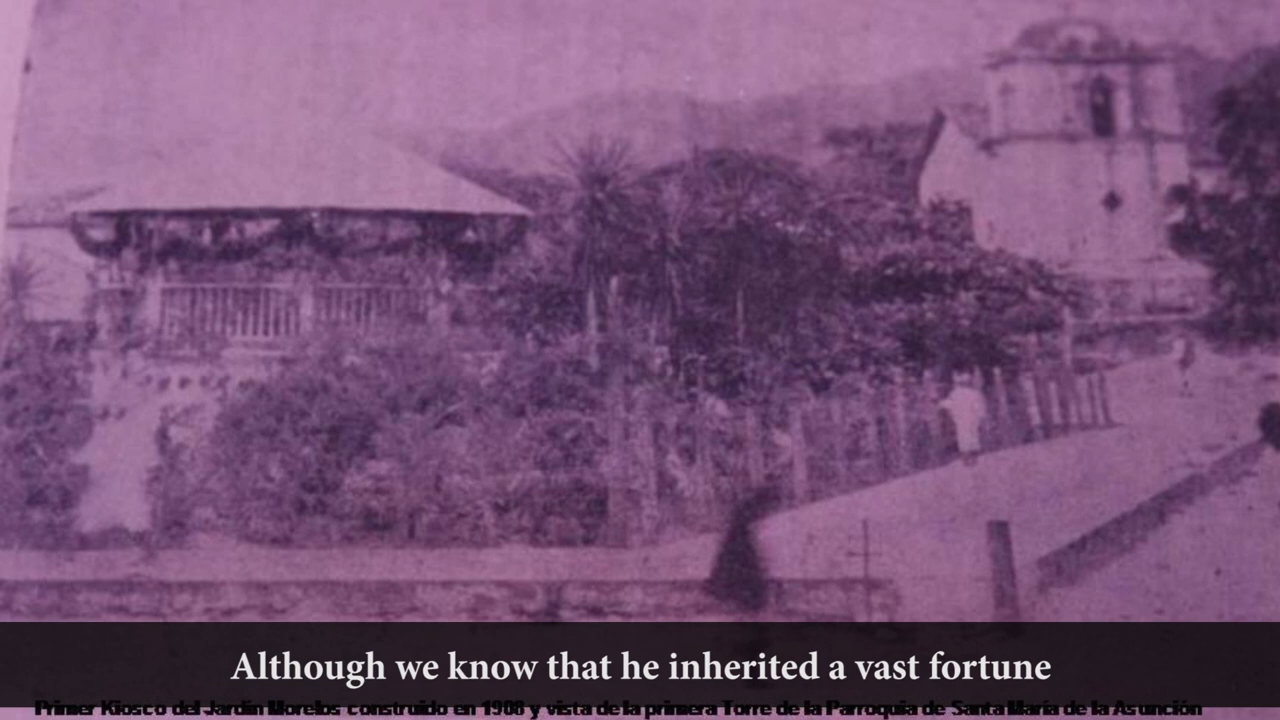 Although we know that he inherited a vast fortune
Primer Kiosco del Jardin Morelos construido en 1908 y vista de la primera Torre de la Parroquia de Santa María de la Asunción